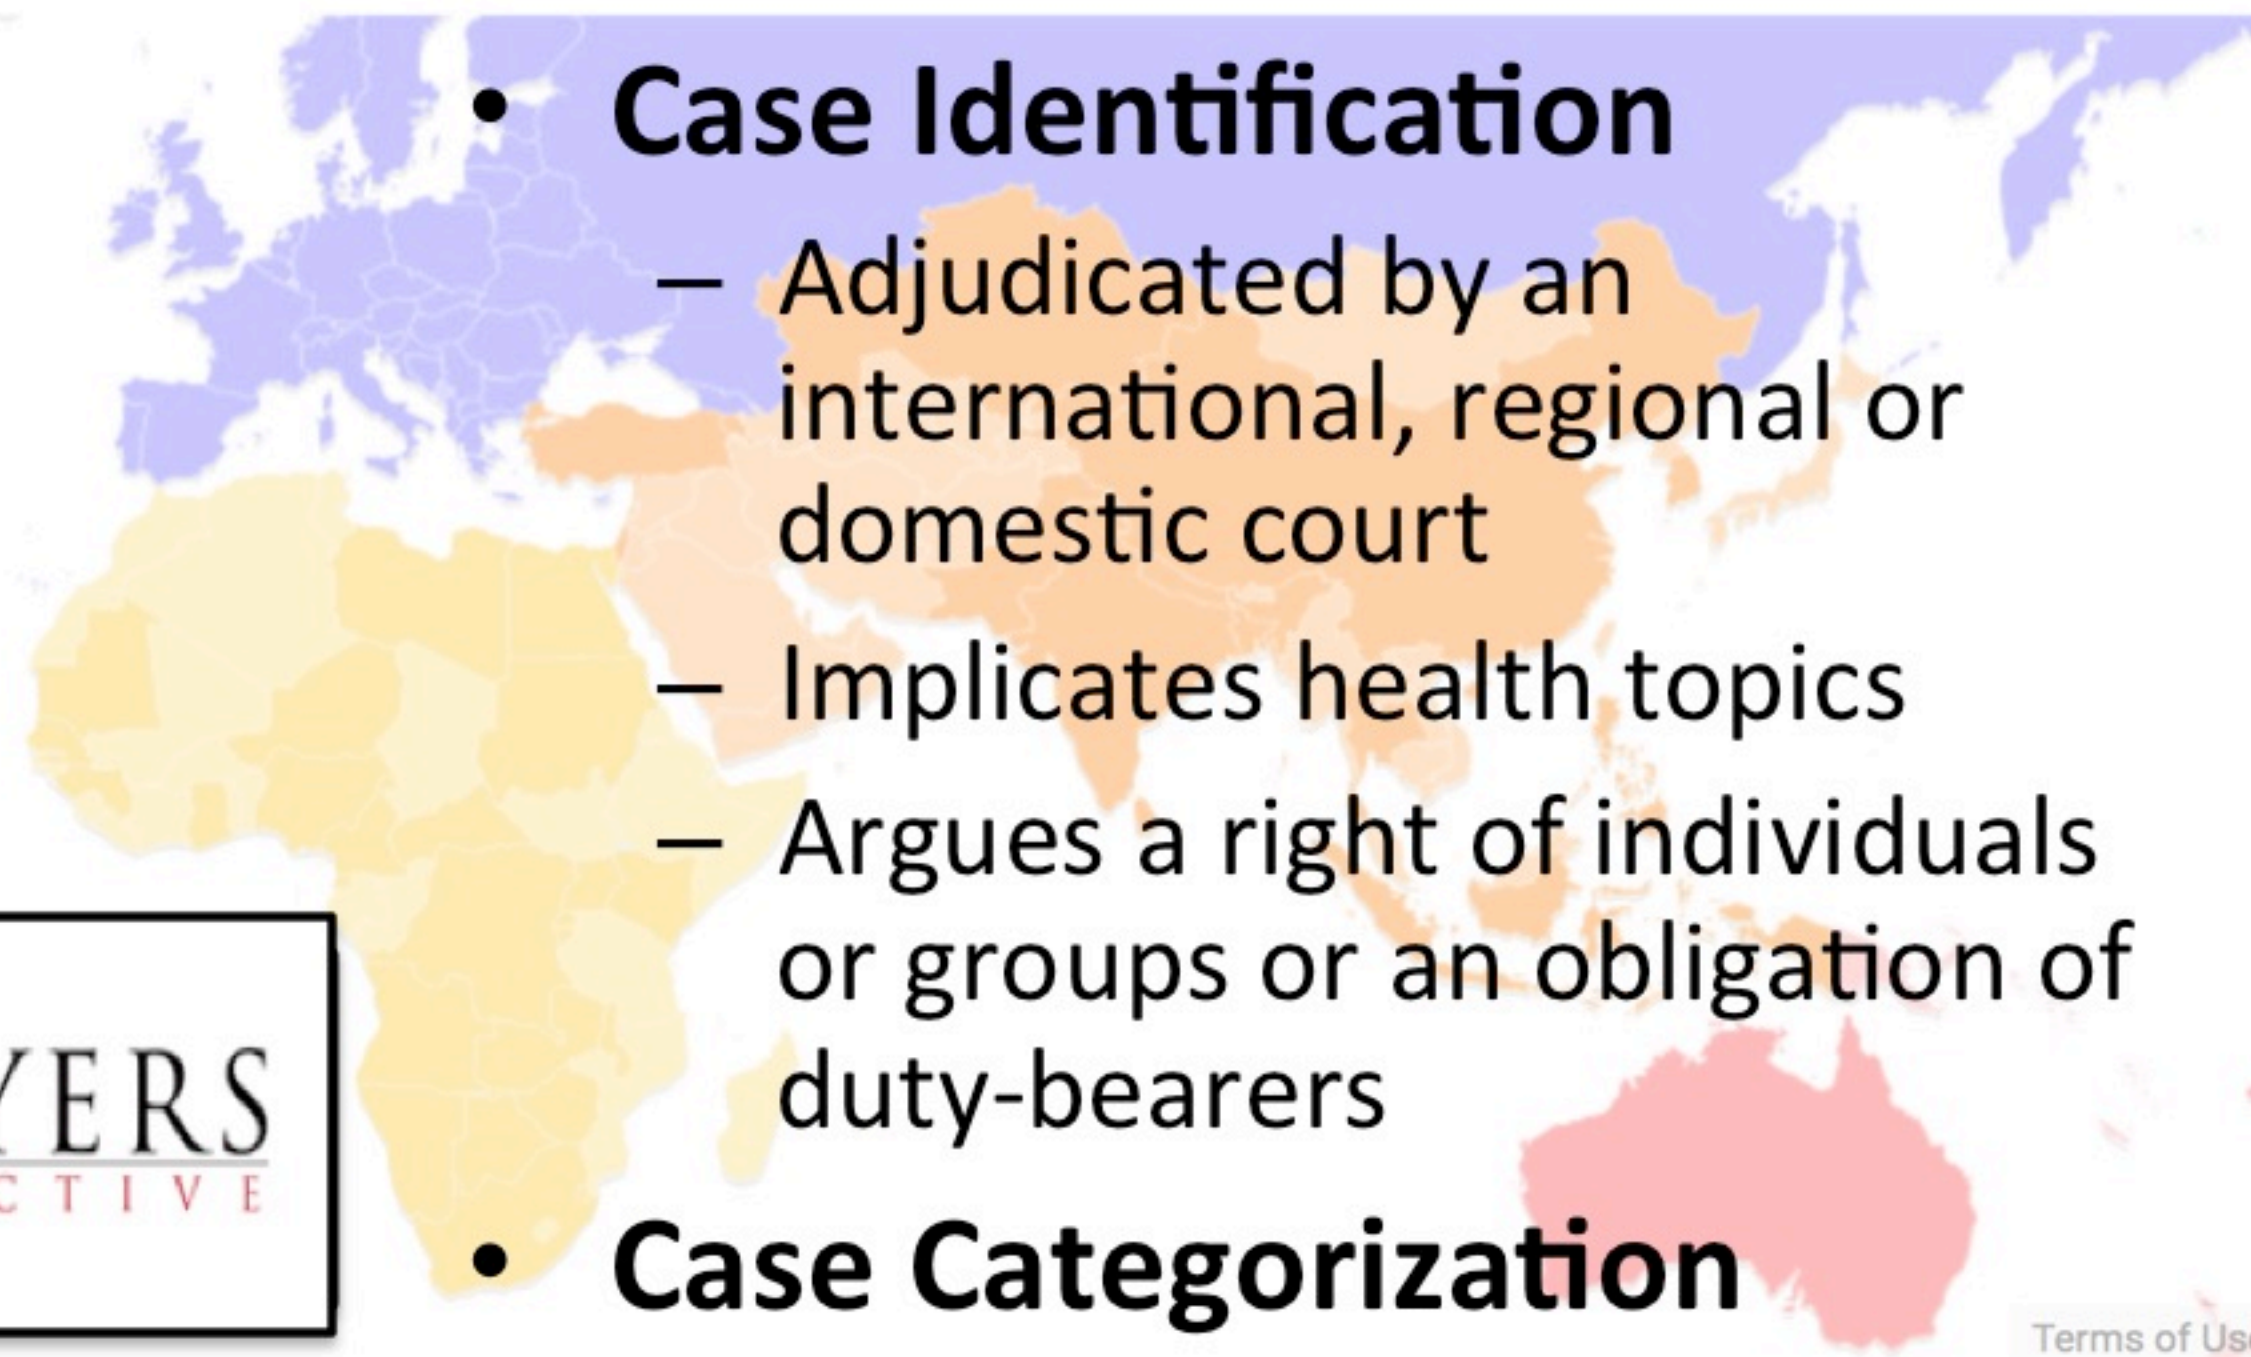 • Case Identification
– Adjudicated by an
international, regional or
domestic court
– Implicates health topics
– Argues a right of individuals
or groups or an obligation of
duty-bearers
YERS
CTIVE
• Case Categorization
Terms of Use